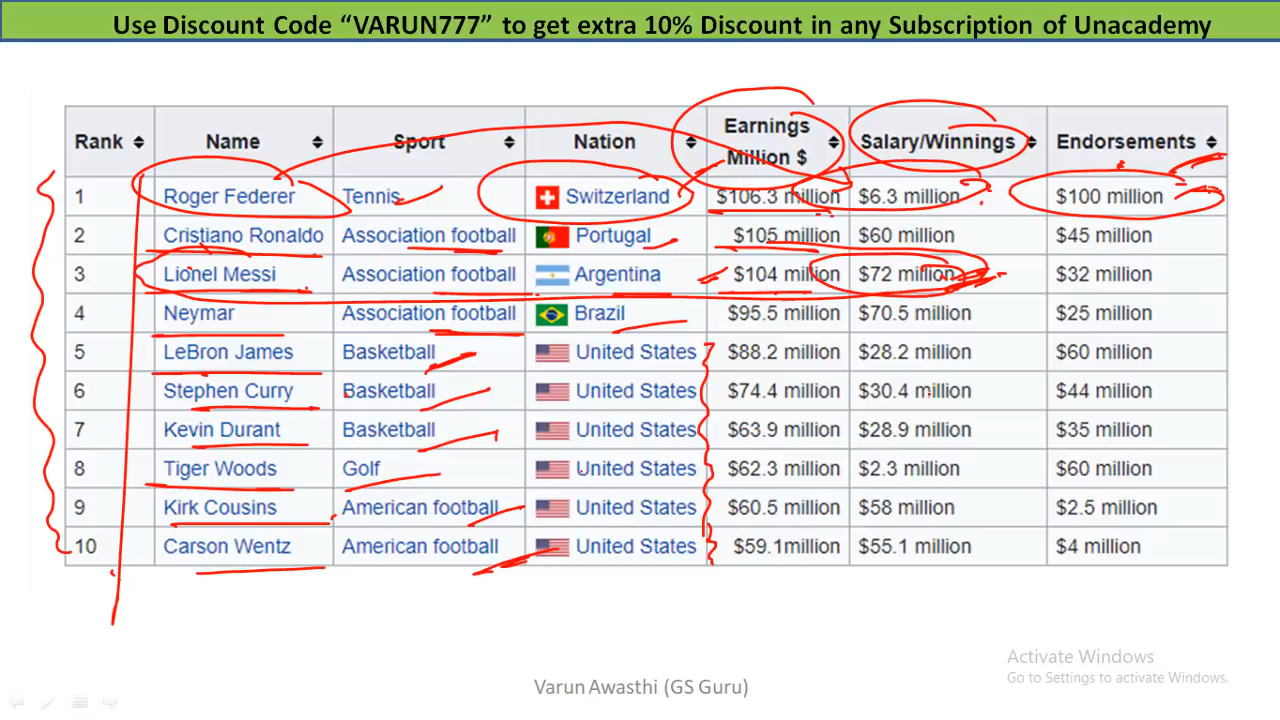 Use Discount Code “VARUN777” to get extra 10% Discount in any Subscription of Unacademy
Rank Name Sport Nation Earnings Million $ Salary/Winnings Endorsements
1 Roger Federer Tennis Switzerland $106.3 million $6.3 million $100 million
2 Cristiano Ronaldo Association football Portugal $105 million $60 million $45 million
3 Lionel Messi Association football Argentina $104 million $72 million $32 million
4 Neymar Association football Brazil $95.5 million $70.5 million $25 million
5 LeBron James Basketball United States $88.2 million $28.2 million $60 million
6 Stephen Curry Basketball United States $74.4 million $30.4 million $44 million
7 Kevin Durant Basketball United States $63.9 million $28.9 million $35 million
8 Tiger Woods Golf United States $62.3 million $2.3 million $60 million
9 Kirk Cousins American football United States $60.5 million $58 million $2.5 million
10 Carson Wentz American football United States $59.1million $55.1 million $4 million
Activate Windows
Go to Settings to activate Windows.
Varun Awasthi (GS Guru)